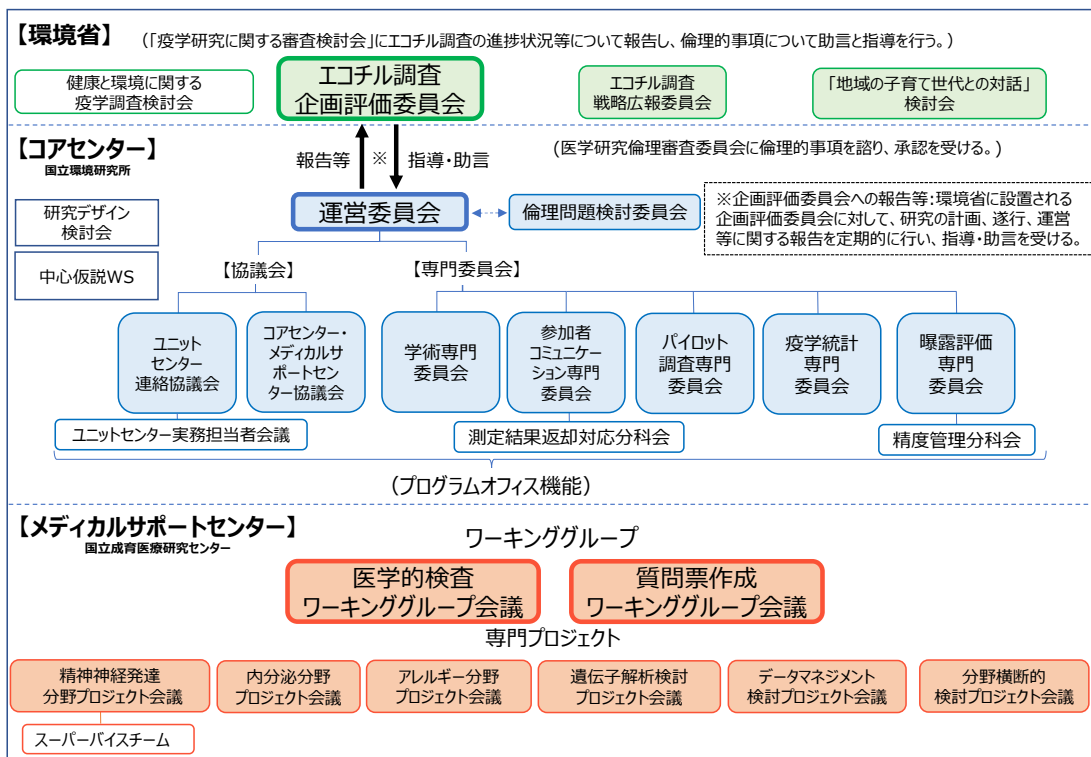 【環境省】
(「疫学研究に関する審査検討会」にエコチル調査の進捗状況等について報告し、倫理的事項について助言と指導を行う。)
健康と環境に関する
疫学調査検討会
エコチル調査
企画評価委員会
エコチル調査
戦略広報委員会
「地域の子育て世代との対話」
検討会
【コアセンター】
国立環境研究所
報告等
※
指導・助言
(医学研究倫理審査委員会に倫理的事項を諮り、承認を受ける。)
研究デザイン
検討会
中心仮説WS
運営委員会
倫理問題検討委員会
※企画評価委員会への報告等:環境省に設置される
企画評価委員会に対して、研究の計画、遂行、運営
等に関する報告を定期的に行い、指導・助言を受ける。
【協議会】
【専門委員会】
ユニット
センター
連絡協議会
コアセンター・
メディカルサ
ポートセン
ター協議会
学術専門
委員会
参加者
コミュニケー
ション専門
委員会
パイロット
調査専門
委員会
疫学統計
専門
委員会
曝露評価
専門
委員会
ユニットセンター実務担当者会議
測定結果返却対応分科会
精度管理分科会
(プログラムオフィス機能)
【メディカルサポートセンター】
国立成育医療研究センター
ワーキンググループ
医学的検査
ワーキンググループ会議
質問票作成
ワーキンググループ会議
専門プロジェクト
精神神経発達
分野プロジェクト会議
内分泌分野
プロジェクト会議
アレルギー分野
プロジェクト会議
遺伝子解析検討
プロジェクト会議
データマネジメント
検討プロジェクト会議
分野横断的
検討プロジェクト会議
スーパーバイスチーム